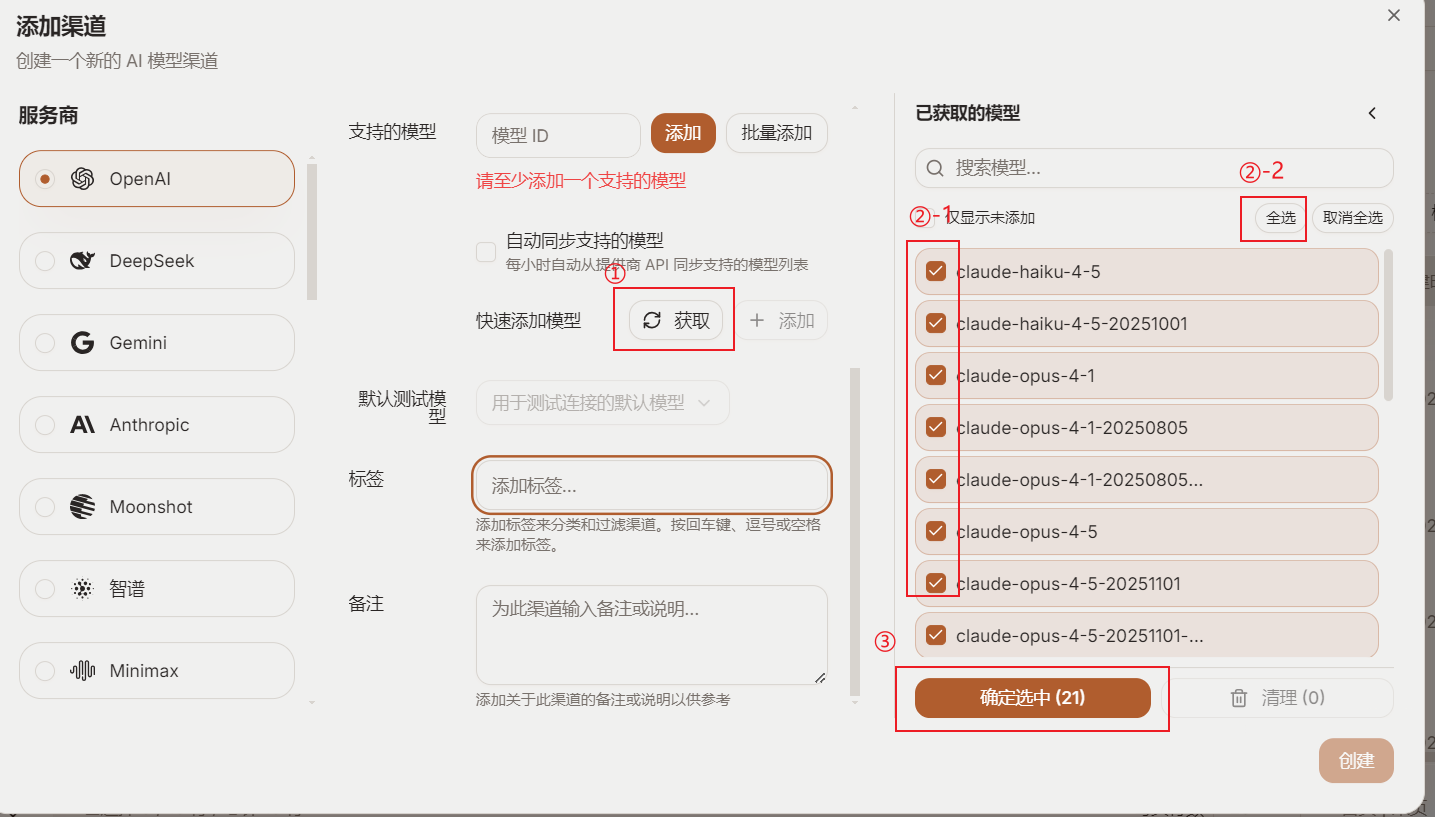 添加渠道
创建一个新的 AI 模型渠道
服务商
OpenAI
DeepSeek
Gemini
Anthropic
Moonshot
智谱
Minimax
支持的模型
模型 ID
添加
批量添加
请至少添加一个支持的模型
自动同步支持的模型
每小时自动从提供商 API 同步支持的模型列表
①
快速添加模型
获取
添加
默认测试模
型
用于测试连接的默认模型
标签
添加标签...
添加标签来分类和过滤渠道。按回车键、逗号或空格
来添加标签。
备注
为此渠道输入备注或说明...
添加关于此渠道的备注或说明以供参考
已获取的模型
搜索模型...
②-2
②-1
仅显示未添加
全选
取消全选
claude-haiku-4-5
claude-haiku-4-5-20251001
claude-opus-4-1
claude-opus-4-1-20250805
claude-opus-4-1-20250805...
claude-opus-4-5
claude-opus-4-5-20251101
claude-opus-4-5-20251101-...
③
确定选中 (21)
清理 (0)
创建